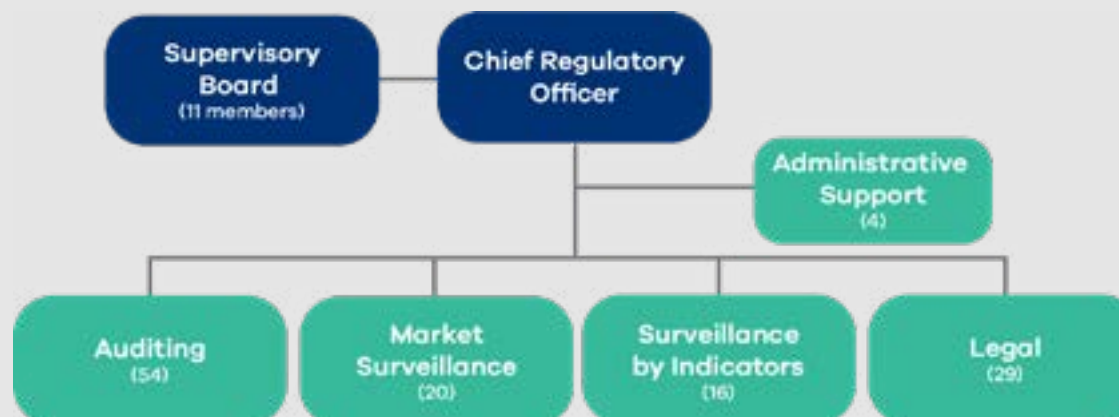 Supervisory
Board
(11 members)
Chief Regulatory
Officer
Administrative
Support
(4)
Auditing
(54)
Market
Surveillance
(20)
Surveillance
by Indicators
(16)
Legal
(29)